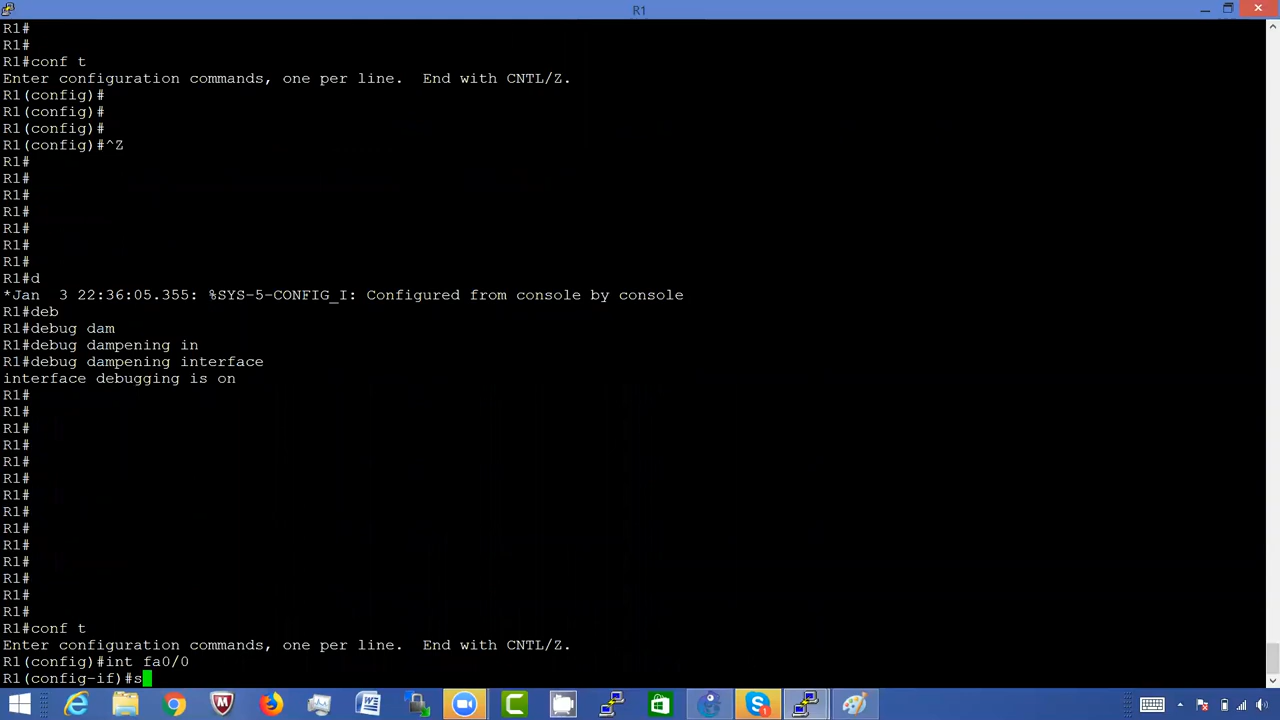 R1
R1#
R1#
R1#conf t
Enter configuration commands, one per line.  End with CNTL/Z.
R1(config)#
R1(config)#
R1(config)#
R1(config)#^Z
R1#
R1#
R1#
R1#
R1#
R1#
R1#
R1#d
*Jan  3 22:36:05.355: %SYS-5-CONFIG_I: Configured from console by console
R1#deb
R1#debug dam
R1#debug dampening in
R1#debug dampening interface
interface debugging is on
R1#
R1#
R1#
R1#
R1#
R1#
R1#
R1#
R1#
R1#
R1#
R1#
R1#
R1#
R1#conf t
Enter configuration commands, one per line.  End with CNTL/Z.
R1(config)#int fa0/0
R1(config-if)#s